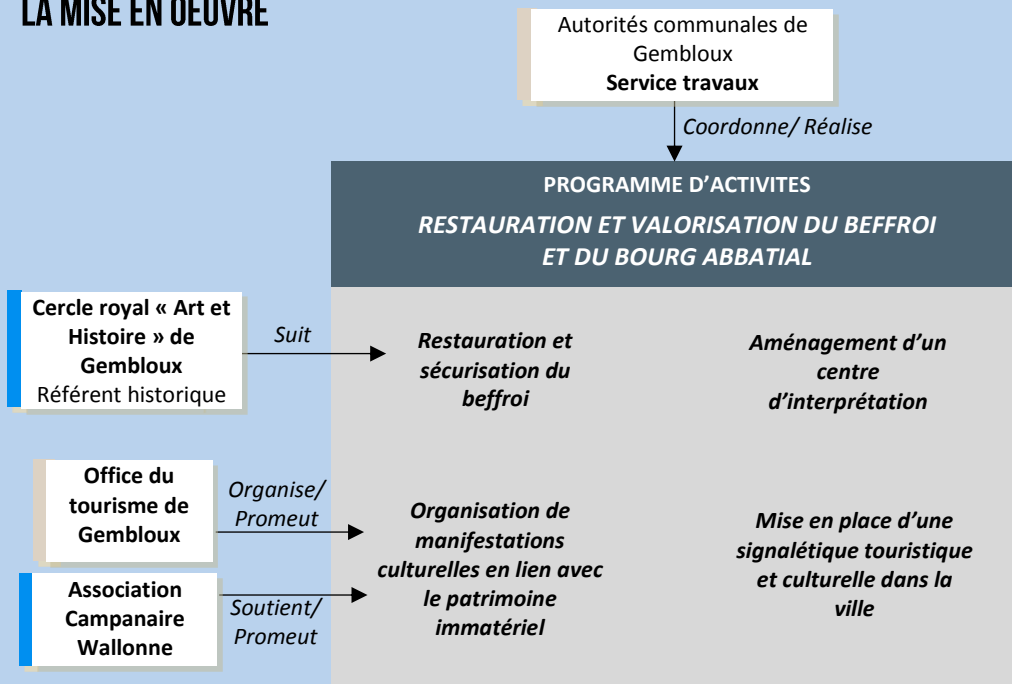 LA MISE EN OEUVRE
Autorités communales de
Gembloux
Service travaux
Coordonne/ Réalise
PROGRAMME D’ACTIVITES
RESTAURATION ET VALORISATION DU BEFFROI
ET DU BOURG ABBATIAL
Cercle royal « Art et
Histoire » de
Gembloux
Référent historique
Suit
Restauration et
sécurisation du
beffroi
Aménagement d’un
centre
d’interprétation
Office du
tourisme de
Gembloux
Organise/
Promeut
Organisation de
manifestations
culturelles en lien avec
le patrimoine
immatériel
Mise en place d’une
signalétique touristique
et culturelle dans la
ville
Association
Campanaire
Wallonne
Soutient/
Promeut